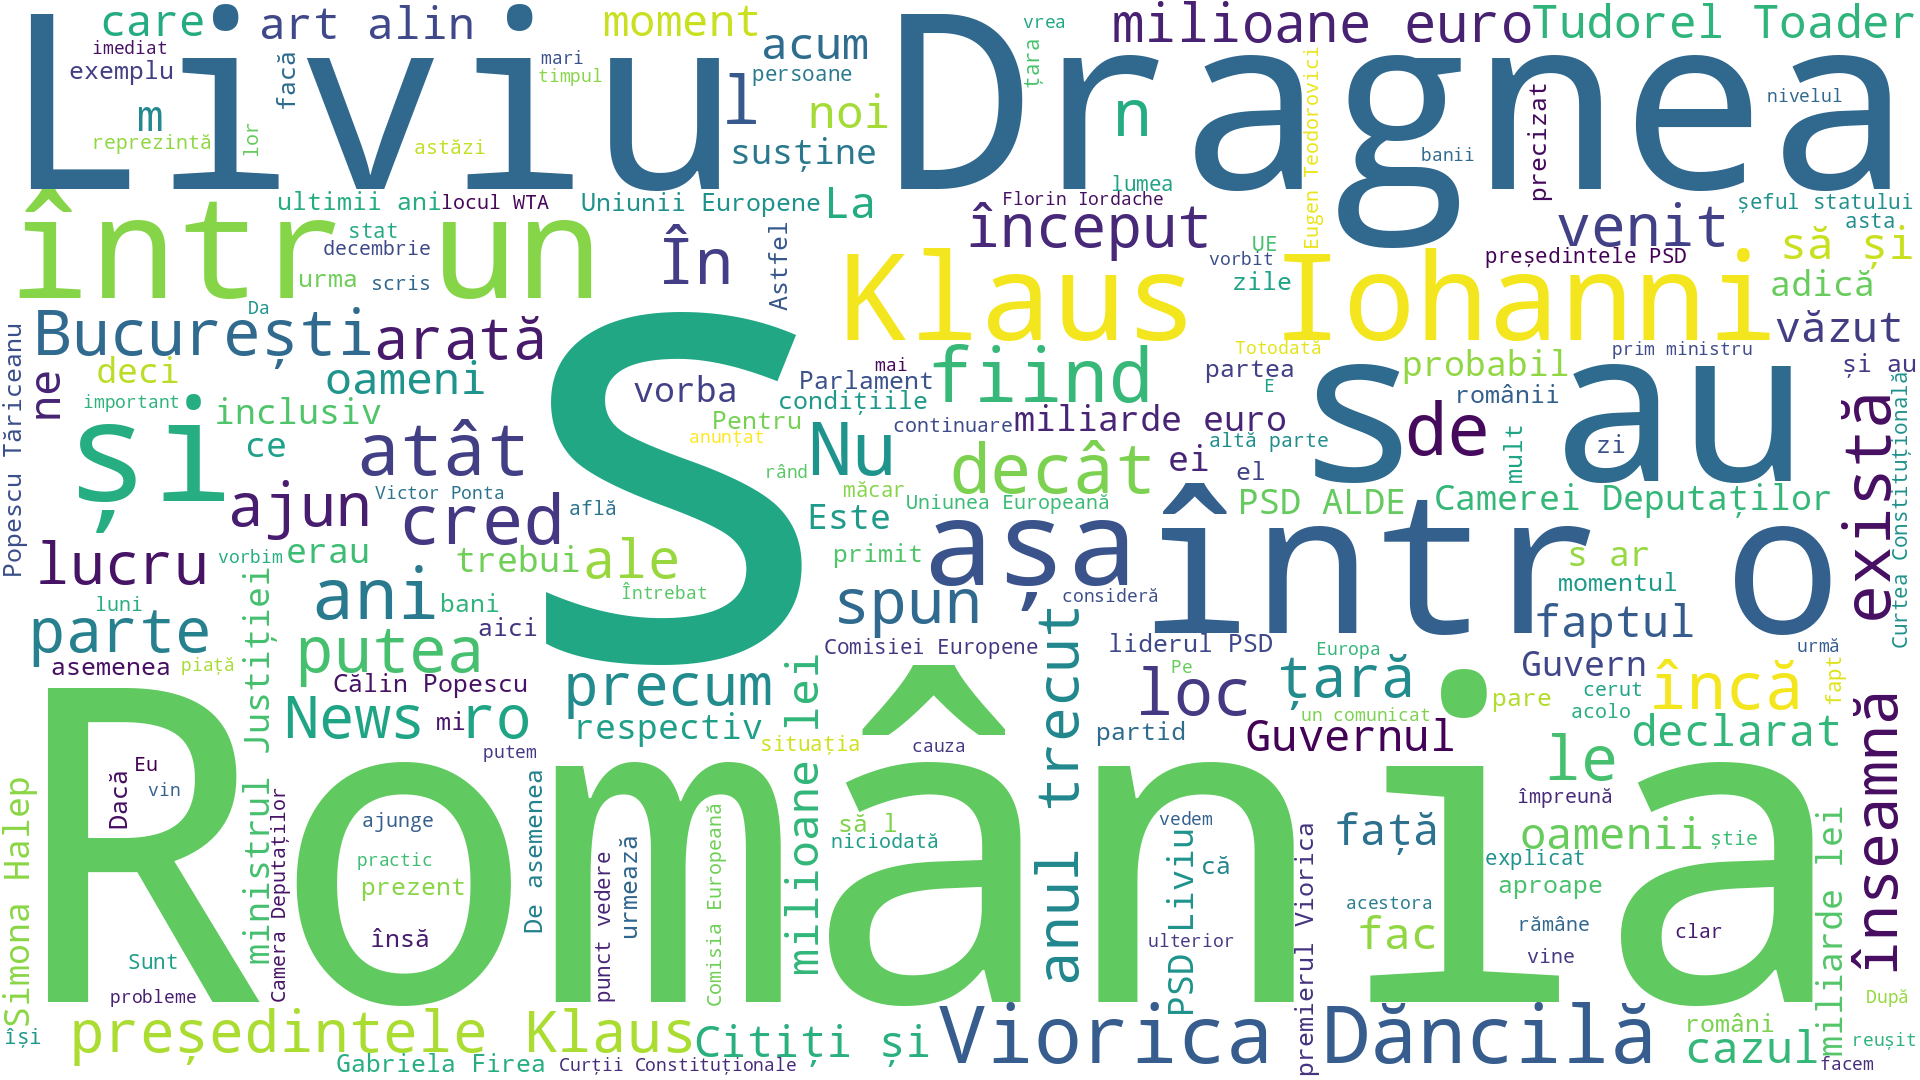 Liviu Dragnea
care
art alin
moment
acum
vrea
milioane euro
Tudorel Toader
imediat
exemplu
facă
mari
timpul
persoane
țara
m
l
noi
n
nivelul
reprezintă
lor
astăzi
susține
Eugen Teodorovici
precizat
banii
lumea
într un
ultimii ani
locul WTA
Uniunii Europene
La
Florin Iordache
început
venit
șeful statului
asta
stat
decembrie
În
Astfel
UE
vorbit
președintele PSD
să și
urma
scris
Klaus Iohanni
zile
adică
Da
București
arată
Popescu Tăriceanu
ne
deci
oameni
vorba
mai
Parlament
fiind
Totodată
partea
E
probabil
prim ministru
văzut
și au
românii
important
inclusiv
ce
și
atât
S
condițiile
Pentru
anunțat
Nu
continuare
miliarde euro
altă parte
s au
de
mult
zi
există
Curtea Constituțională
rând
măcar
decât
ei
el
ajun
Victor Ponta
cred
află
Este
Uniunea Europeană
PSD ALDE
Camerei Deputaților
lucru
vorbim
erau
trebui
ale
primit
așa
într o
s ar
momentul
luni
ani
bani
Întrebat
spun
consideră
parte
ministrul Justiției
putea
aici
Comisiei Europene
liderul PSD
faptul
urmă
asemenea
piață
Călin Popescu
precum
milioane lei
anul trecut
loc
Pe
Europa
țară
Guvern
pare
cerut
acolo
încă
fapt
News ro
mi
respectiv
situația
cauza
partid
un comunicat
Guvernul
declarat
înseamnă
putem
România
Simona Halep
Dacă
Eu
vin
Camera Deputaților
ajunge
practic
prezent
însă
De asemenea
punct vedere
urmează
Comisia Europeană
să l
niciodată
vedem
PSD Liviu
că
ulterior
premierul Viorica
le
împreună
față
oamenii
știe
explicat
aproape
acestora
fac
rămâne
vine
clar
miliarde lei
Sunt
probleme
După
își
președintele Klaus
Citiți și
Viorica Dăncilă
români
cazul
reușit
Gabriela Firea
Curții Constituționale
facem